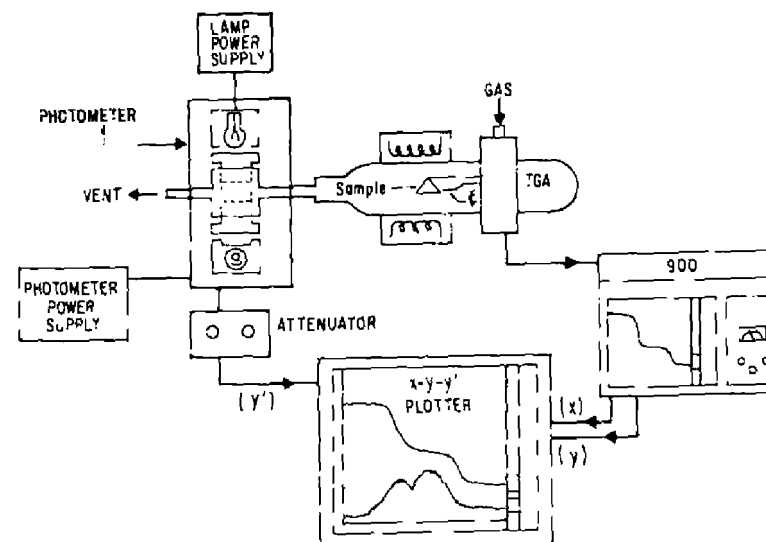 LAMP
POWER
SUPPLY
GAS
PHOTOMETER
VENT
Sample
TGA
PHOTOMETER
POWER
SUPPLY
ATTENUATOR
900
x-y-y'
PLOTTER
(y')
(x)
(y)